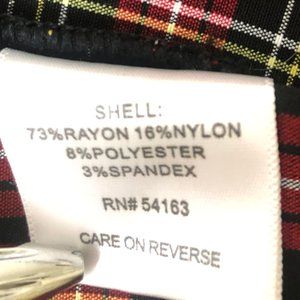 SHELL:
73%RAYON 16%NYLON
8%POLYESTER
3%SPANDEX
RN# 54163
CARE ON REVERSE